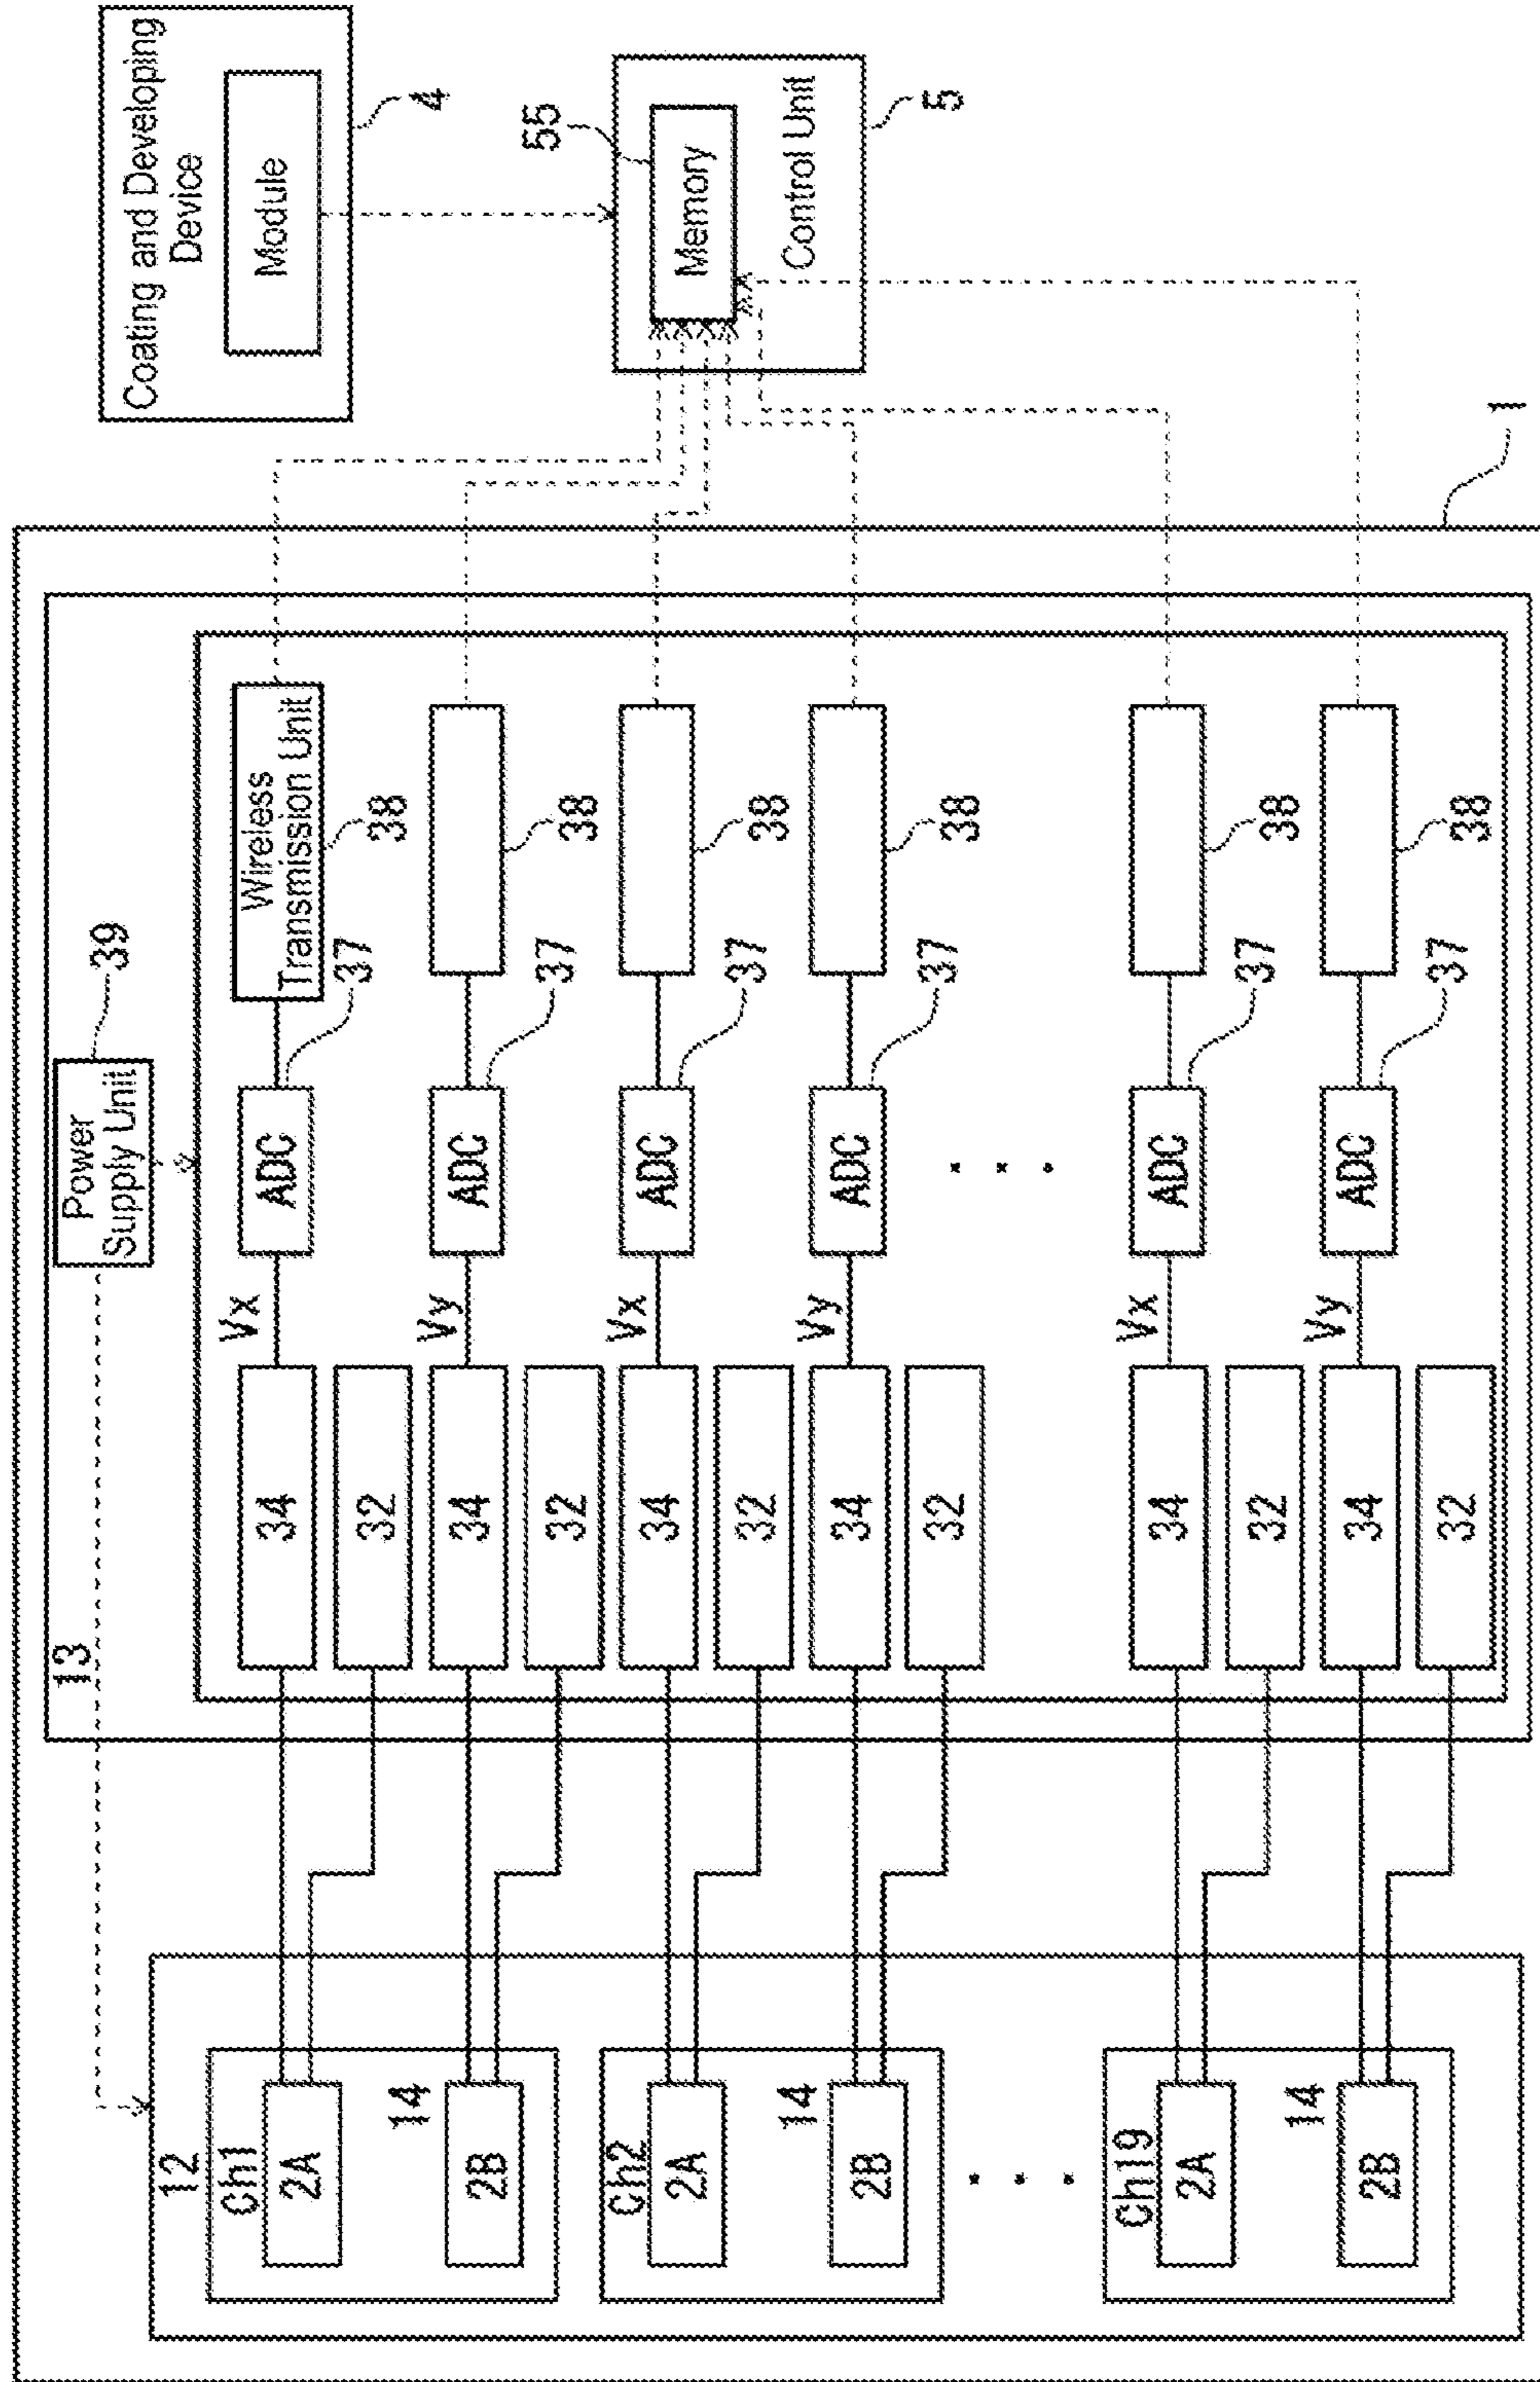 13
Power
Supply Unit
39
Coating and Developing
Device
Module
4
12
Ch1
2A
34
Vx
ADC
37
Wireless
Transmission Unit
38
32
14
2B
34
Vy
ADC
37
38
32
55
Memory
Control Unit
5
Ch2
2A
34
Vx
ADC
37
38
32
14
2B
34
Vy
ADC
37
38
32
. . .
. . .
Ch19
2A
34
Vx
ADC
37
38
32
14
2B
34
Vy
ADC
37
38
32
1